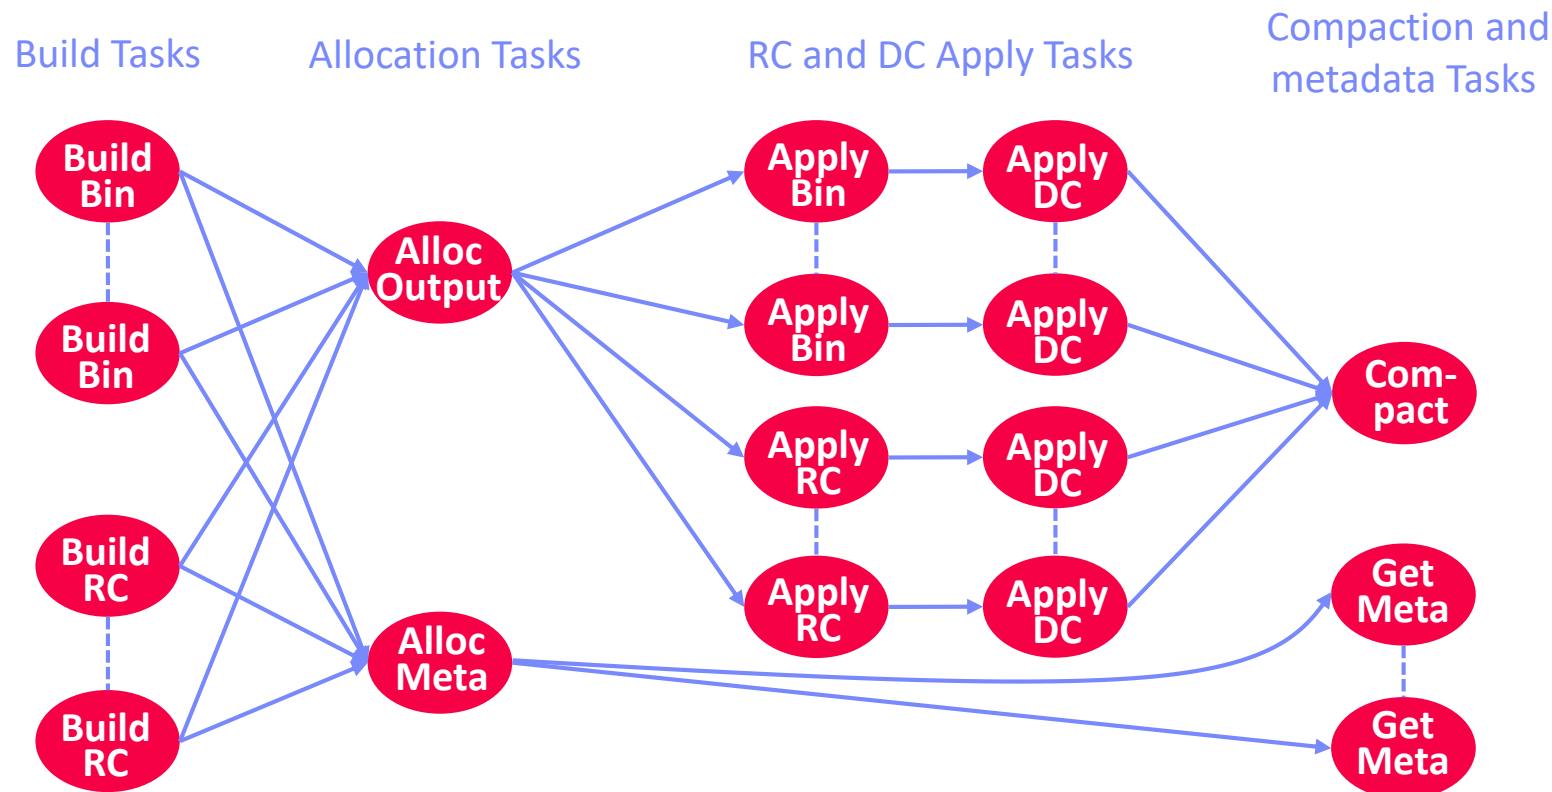 Build Tasks
Allocation Tasks
RC and DC Apply Tasks
Compaction and
metadata Tasks
Build
Bin
Build
Bin
Build
RC
Build
RC
Alloc
Output
Alloc
Meta
Apply
Bin
Apply
Bin
Apply
RC
Apply
RC
Apply
DC
Apply
DC
Apply
DC
Apply
DC
Com-
pact
Get
Meta
Get
Meta